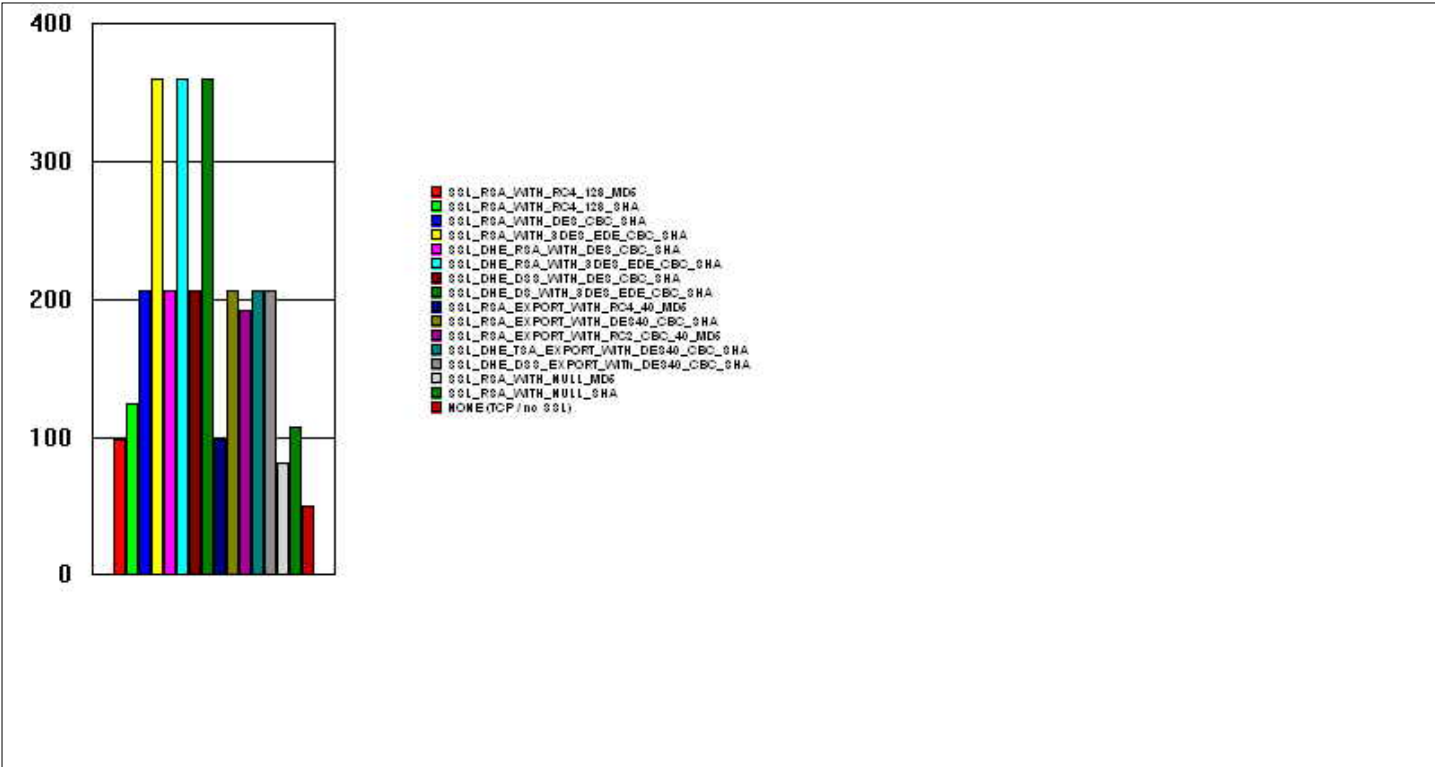 400
300
200
100
0
SSL_RSA_WITH_RC4_128_MD5
SSL_RSA_WITH_RC4_128_SHA
SSL_RSA_WITH_DES_CBC_SHA
SSL_RSA_WITH_3DES_EDE_CBC_SHA
SSL_DHE_RSA_WITH_DES_CBC_SHA
SSL_DHE_RSA_WITH_3DES_EDE_CBC_SHA
SSL_DHE_DSS_WITH_DES_CBC_SHA
SSL_DHE_DS_WITH_3DES_EDE_CBC_SHA
SSL_RSA_EXPORT_WITH_RC4_40_MD5
SSL_RSA_EXPORT_WITH_DES40_CBC_SHA
SSL_RSA_EXPORT_WITH_RC2_CBC_40_MD5
SSL_DHE_TSA_EXPORT_WITH_DES40_CBC_SHA
SSL_DHE_DSS_EXPORT_WITh_DES40_CBC_SHA
SSL_RSA_WITH_NULL_MD5
SSL_RSA_WITH_NULL_SHA
NONE (TCP / no SSL)